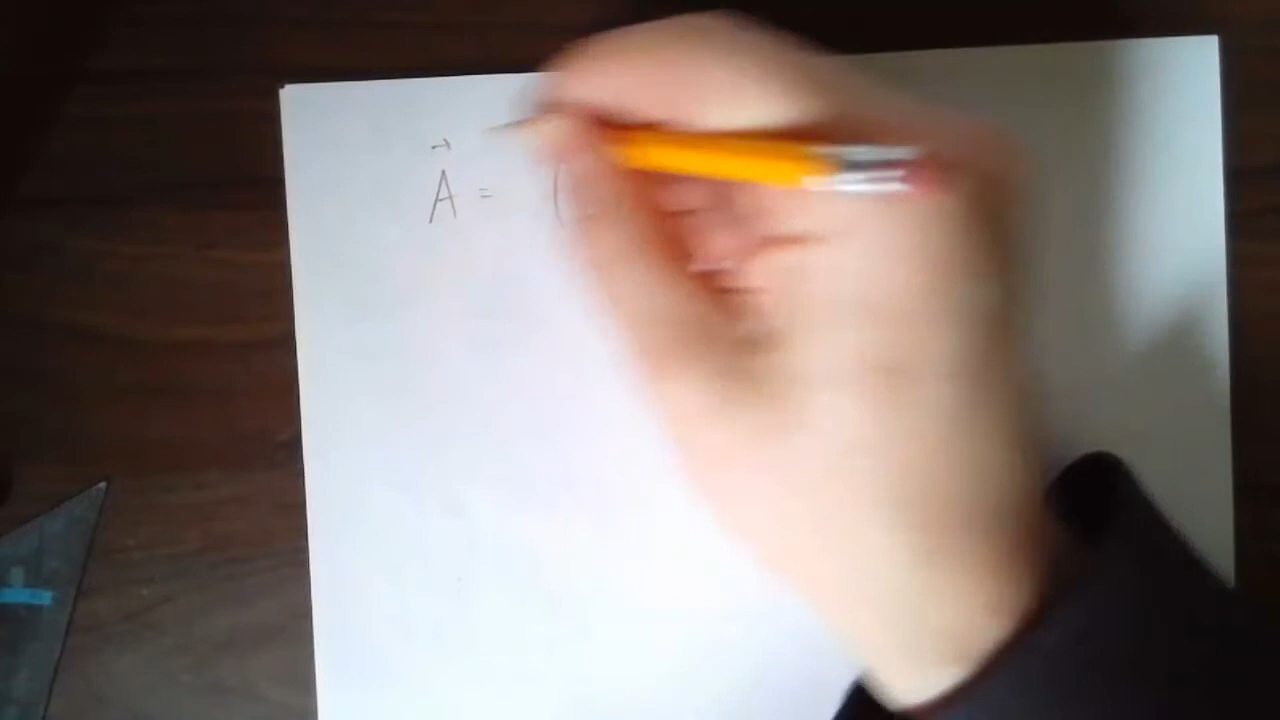 A⃗ = (